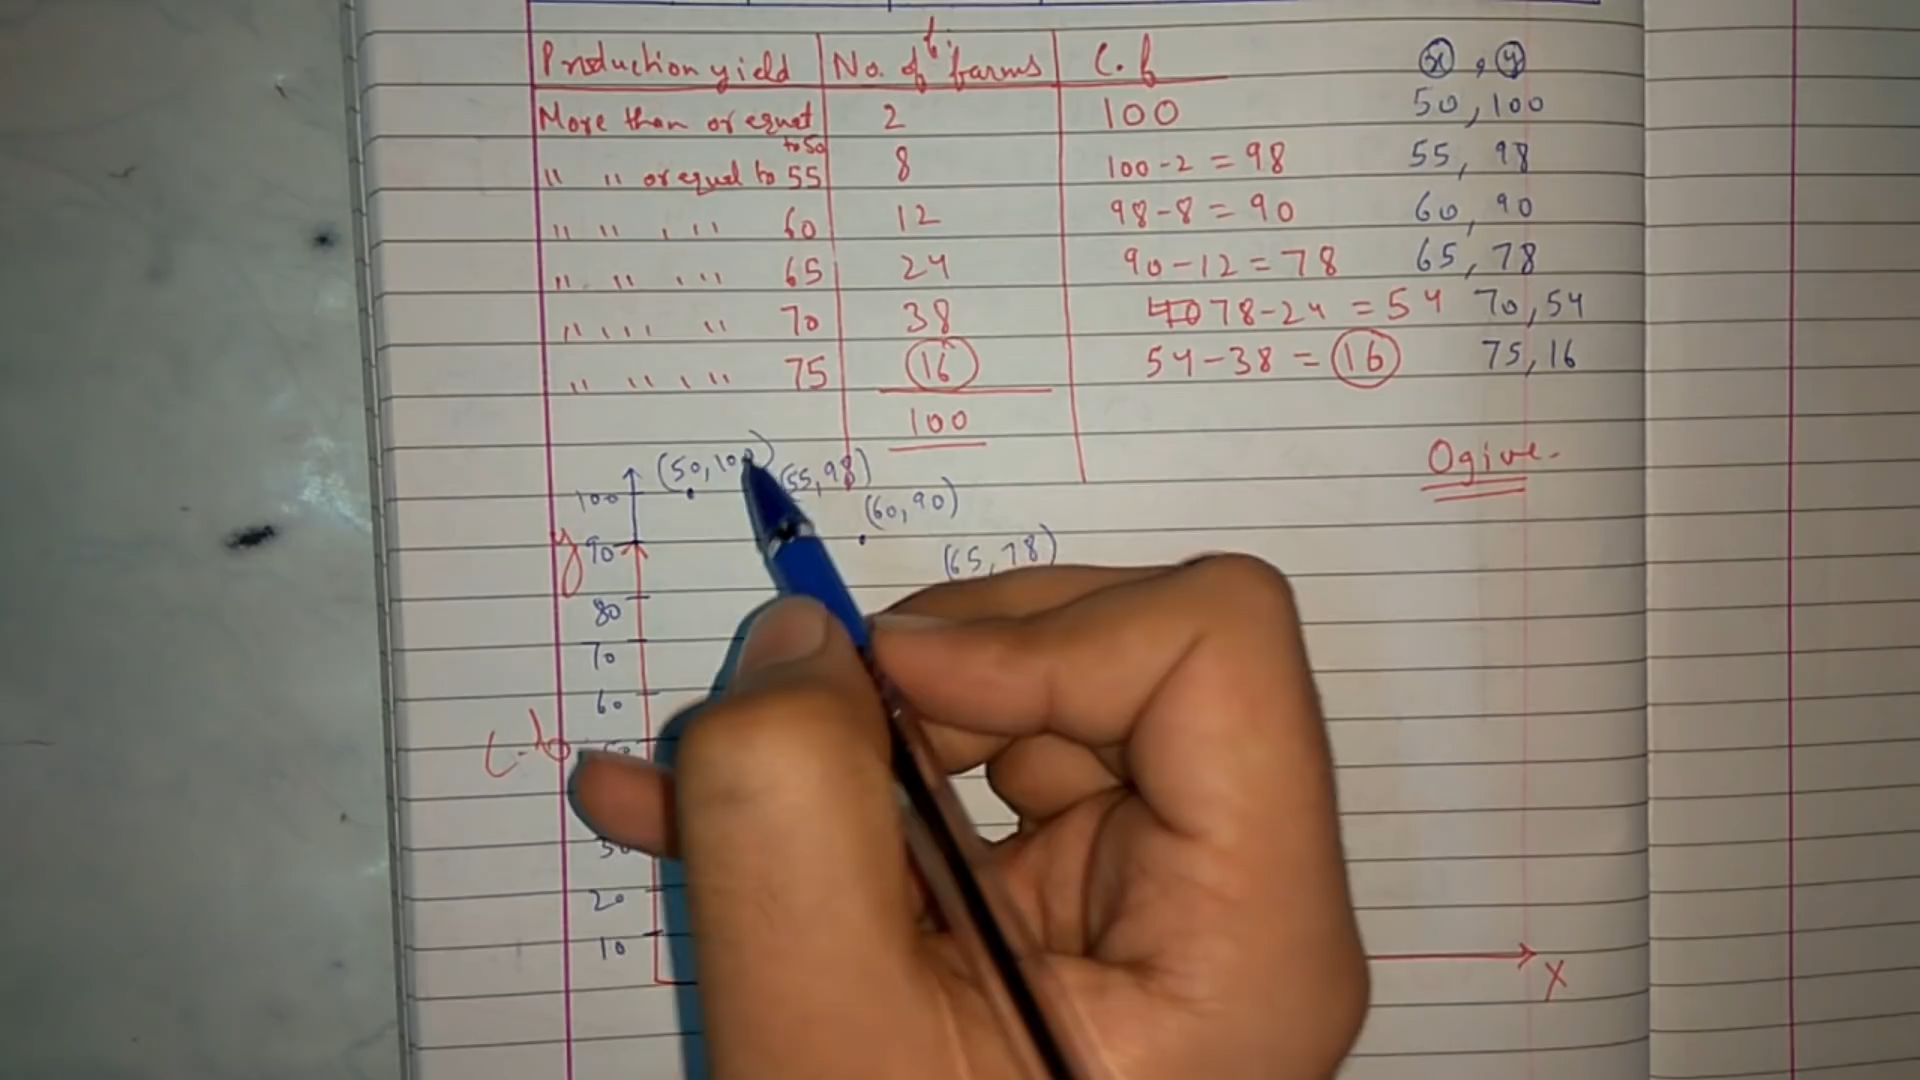 Production yield No. of farms C.f x , y
f.
More than or equal 2 100 50, 100
to 50
" " or equal to 55 8 100 - 2 = 98 55, 98
" " , " 60 12 98 - 8 = 90 60, 90
" " , " 65 24 90 - 12 = 78 65, 78
" " " 70 38 78 - 24 = 54 70, 54
" " , " 75 16 54 - 38 = 16 75, 16
100
Ogive.
(50, 100) (55, 98)
100 (60, 90)
y 90 (65, 78)
80
70
60
c.f
20
10
X